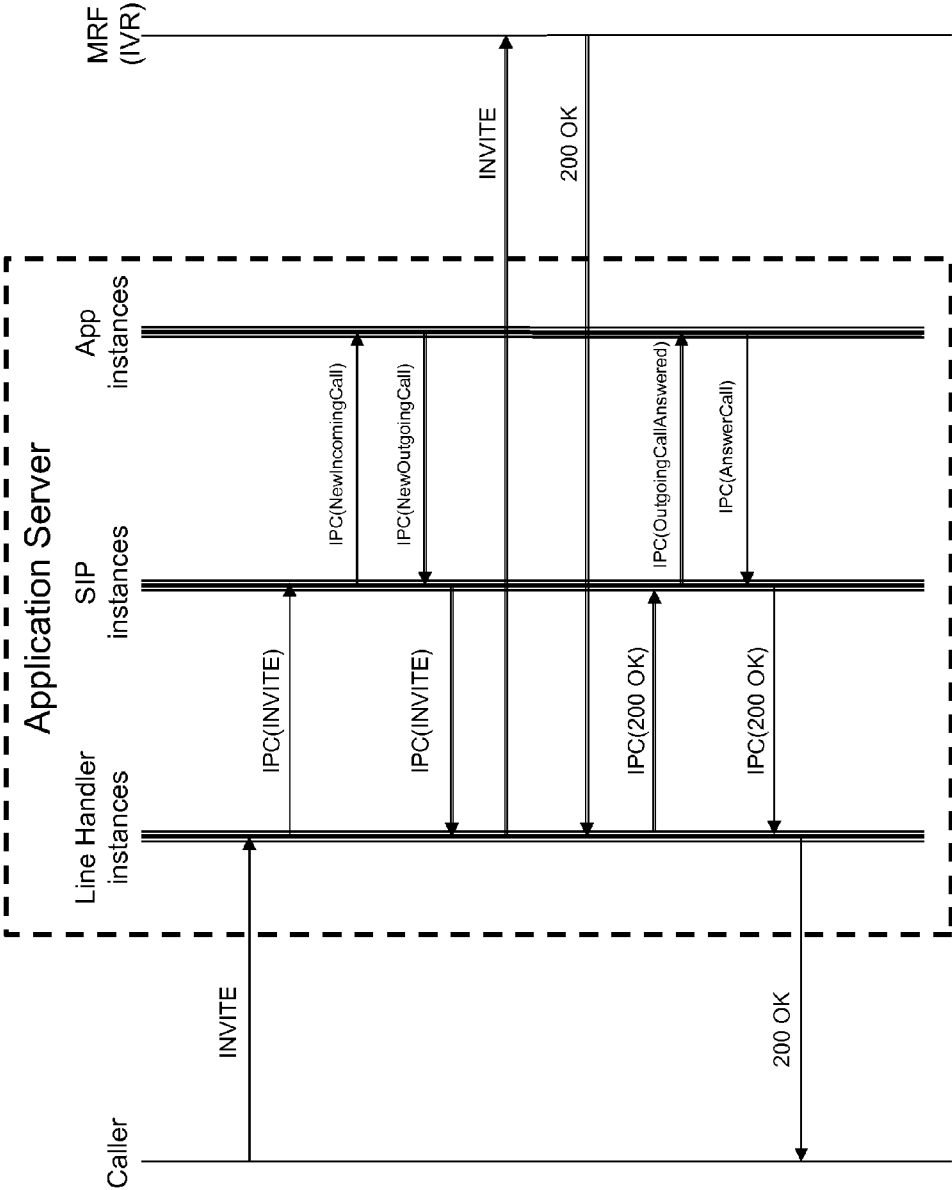 Application Server
Caller
Line Handler
instances
SIP
instances
App
instances
MRF
(IVR)
INVITE
IPC(INVITE)
IPC(NewIncomingCall)
IPC(NewOutgoingCall)
IPC(INVITE)
INVITE
200 OK
IPC(200 OK)
IPC(OutgoingCallAnswered)
IPC(AnswerCall)
IPC(200 OK)
200 OK